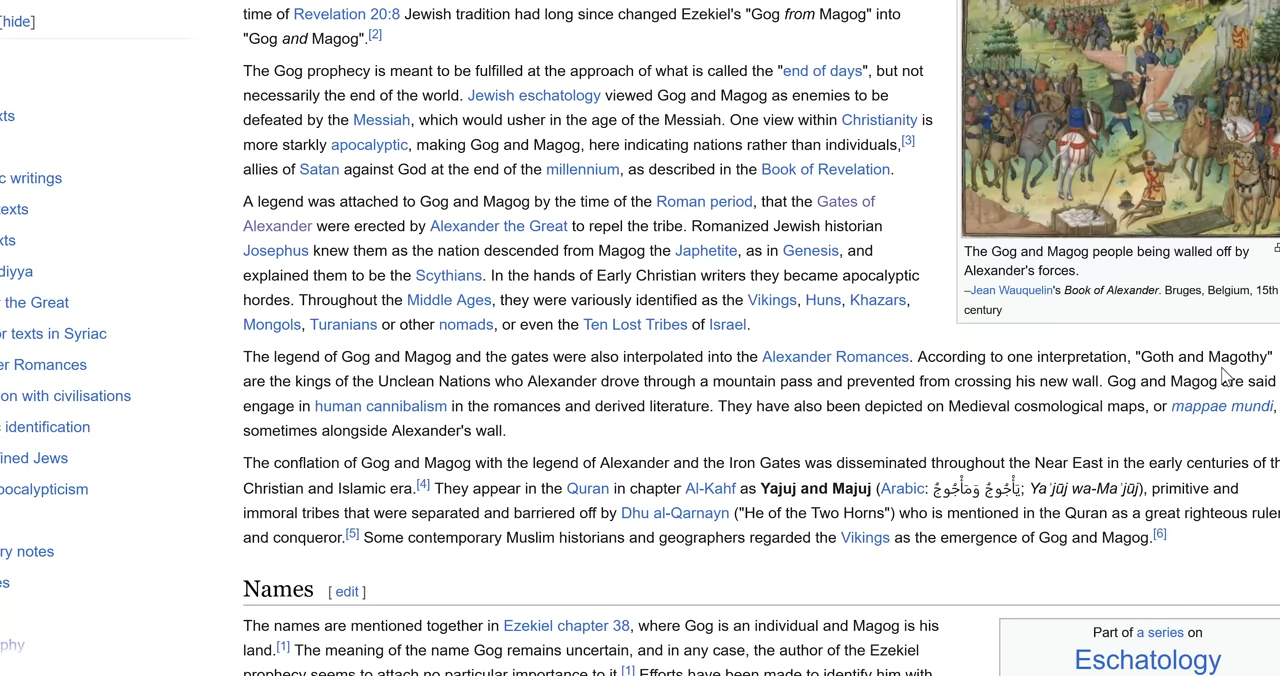 [hide]
xts
c writings
texts
xts
diyya
r the Great
or texts in Syriac
er Romances
on with civilisations
c identification
fined Jews
pocalypticism
ry notes
es
phy
time of Revelation 20:8 Jewish tradition had long since changed Ezekiel's "Gog from Magog" into
"Gog and Magog".[2]
The Gog prophecy is meant to be fulfilled at the approach of what is called the "end of days", but not
necessarily the end of the world. Jewish eschatology viewed Gog and Magog as enemies to be
defeated by the Messiah, which would usher in the age of the Messiah. One view within Christianity is
more starkly apocalyptic, making Gog and Magog, here indicating nations rather than individuals,[3]
allies of Satan against God at the end of the millennium, as described in the Book of Revelation.
A legend was attached to Gog and Magog by the time of the Roman period, that the Gates of
Alexander were erected by Alexander the Great to repel the tribe. Romanized Jewish historian
Josephus knew them as the nation descended from Magog the Japhetite, as in Genesis, and
explained them to be the Scythians. In the hands of Early Christian writers they became apocalyptic
hordes. Throughout the Middle Ages, they were variously identified as the Vikings, Huns, Khazars,
Mongols, Turanians or other nomads, or even the Ten Lost Tribes of Israel.
The Gog and Magog people being walled off by
Alexander's forces.
–Jean Wauquelin's Book of Alexander. Bruges, Belgium, 15th
century
The legend of Gog and Magog and the gates were also interpolated into the Alexander Romances. According to one interpretation, "Goth and Magothy"
are the kings of the Unclean Nations who Alexander drove through a mountain pass and prevented from crossing his new wall. Gog and Magog are said
engage in human cannibalism in the romances and derived literature. They have also been depicted on Medieval cosmological maps, or mappae mundi,
sometimes alongside Alexander's wall.
The conflation of Gog and Magog with the legend of Alexander and the Iron Gates was disseminated throughout the Near East in the early centuries of th
Christian and Islamic era.[4] They appear in the Quran in chapter Al-Kahf as Yajuj and Majuj (Arabic: يَأْجُوجُ وَمَأْجُوجُ; Yaʾjūj wa-Maʾjūj), primitive and
immoral tribes that were separated and barriered off by Dhu al-Qarnayn ("He of the Two Horns") who is mentioned in the Quran as a great righteous ruler
and conqueror.[5] Some contemporary Muslim historians and geographers regarded the Vikings as the emergence of Gog and Magog.[6]
Names [ edit ]
The names are mentioned together in Ezekiel chapter 38, where Gog is an individual and Magog is his
land.[1] The meaning of the name Gog remains uncertain, and in any case, the author of the Ezekiel
prophecy seems to attach no particular importance to it.[1] Efforts have been made to identify him with
Part of a series on
Eschatology